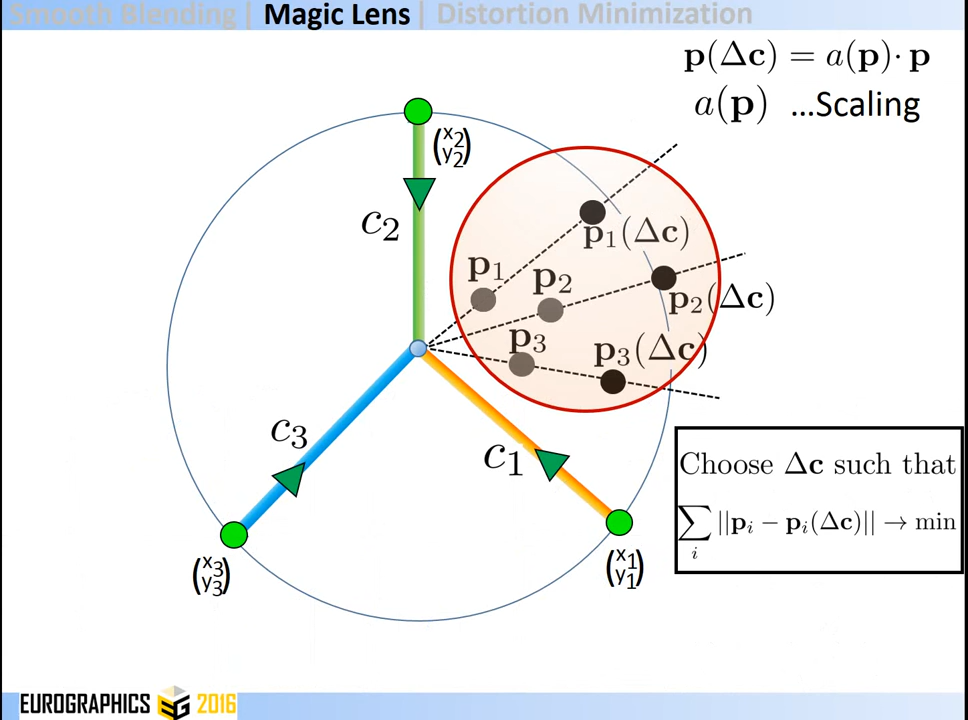 Smooth Blending | Magic Lens | Distortion Minimization
p(Δc) = a(p)· p
a(p) ...Scaling
(x2
y2)
c2
p1(Δc)
p1
p2
p2(Δc)
p3
p3(Δc)
c3
c1
Choose Δc such that
∑i ||pi − pi(Δc)|| → min
(x3
y3)
(x1
y1)
EUROGRAPHICS 2016